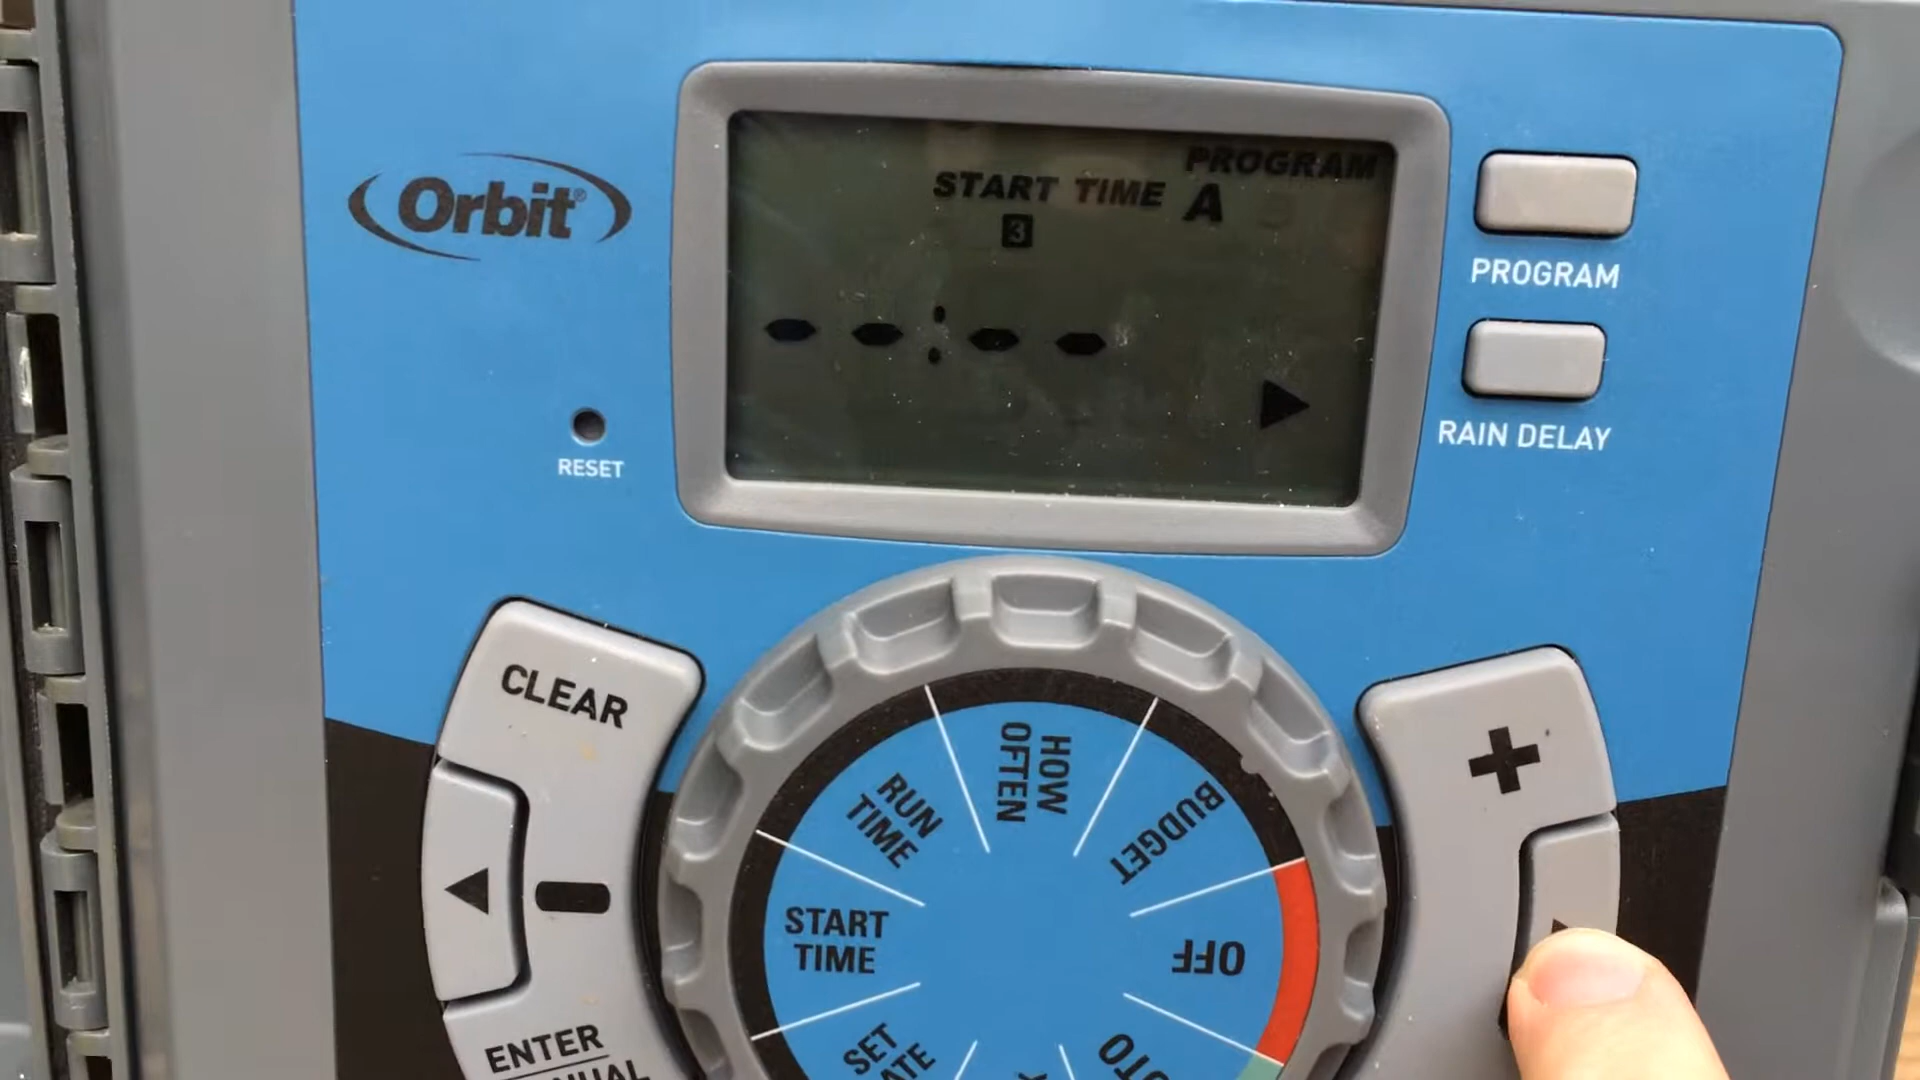 Orbit®
PROGRAM
START TIME A
3
--:--
PROGRAM
RAIN DELAY
RESET
CLEAR
HOW
OFTEN
RUN
TIME
BUDGET
START
TIME
OFF
SET
ENTER